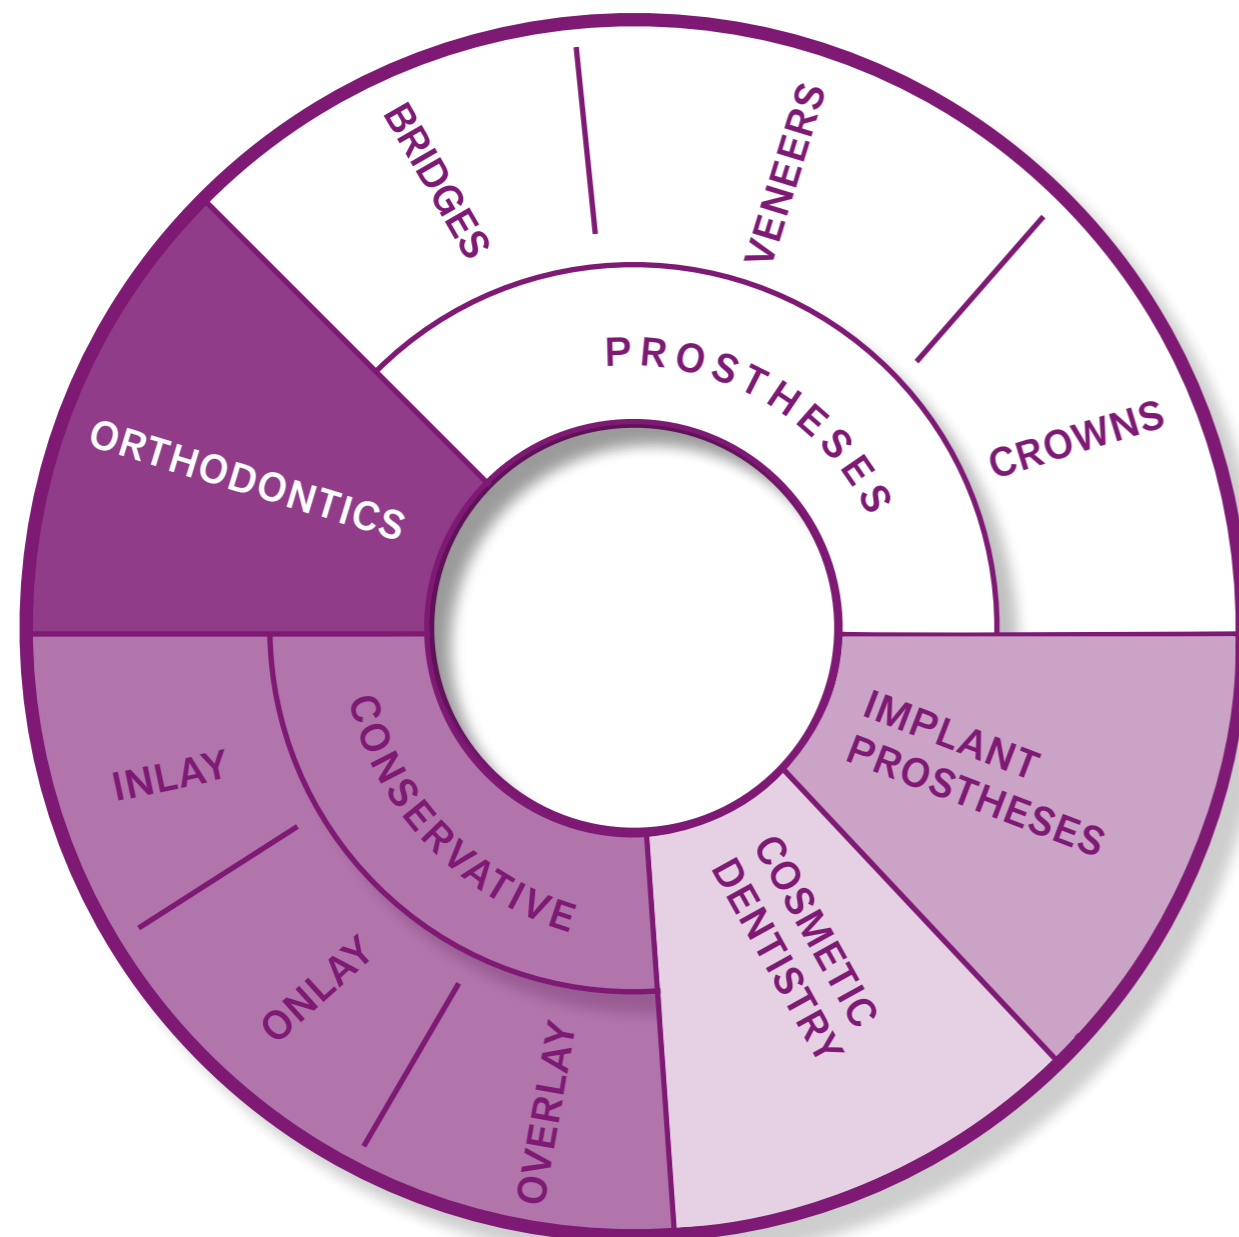 BRIDGES
VENEERS
CROWNS
PROSTHESES
ORTHODONTICS
IMPLANT
PROSTHESES
COSMETIC
DENTISTRY
CONSERVATIVE
INLAY
ONLAY
OVERLAY